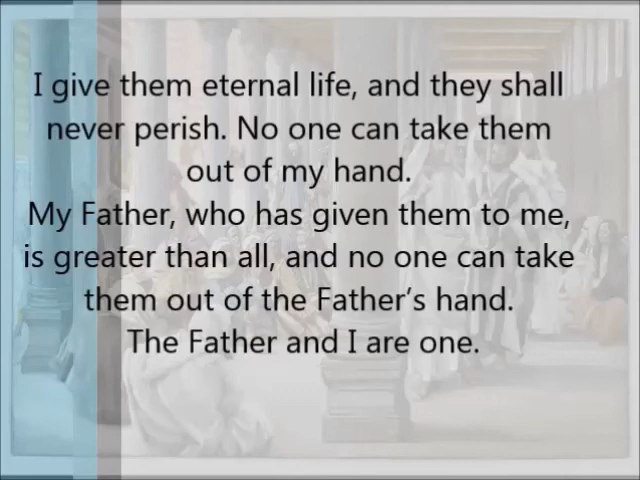 I give them eternal life, and they shall
never perish. No one can take them
out of my hand.
My Father, who has given them to me,
is greater than all, and no one can take
them out of the Father's hand.
The Father and I are one.